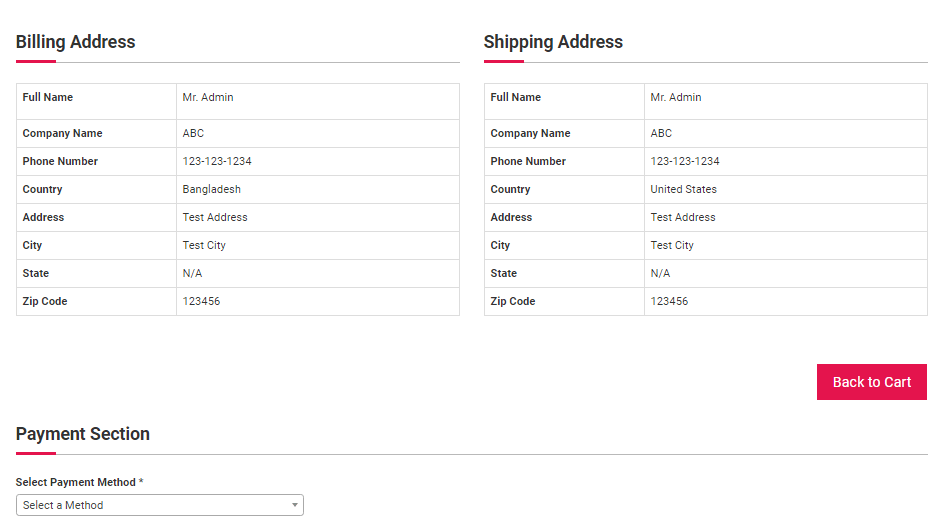 Billing Address
Full Name Mr. Admin
Company Name ABC
Phone Number 123-123-1234
Country Bangladesh
Address Test Address
City Test City
State N/A
Zip Code 123456
Shipping Address
Full Name Mr. Admin
Company Name ABC
Phone Number 123-123-1234
Country United States
Address Test Address
City Test City
State N/A
Zip Code 123456
Back to Cart
Payment Section
Select Payment Method *
Select a Method